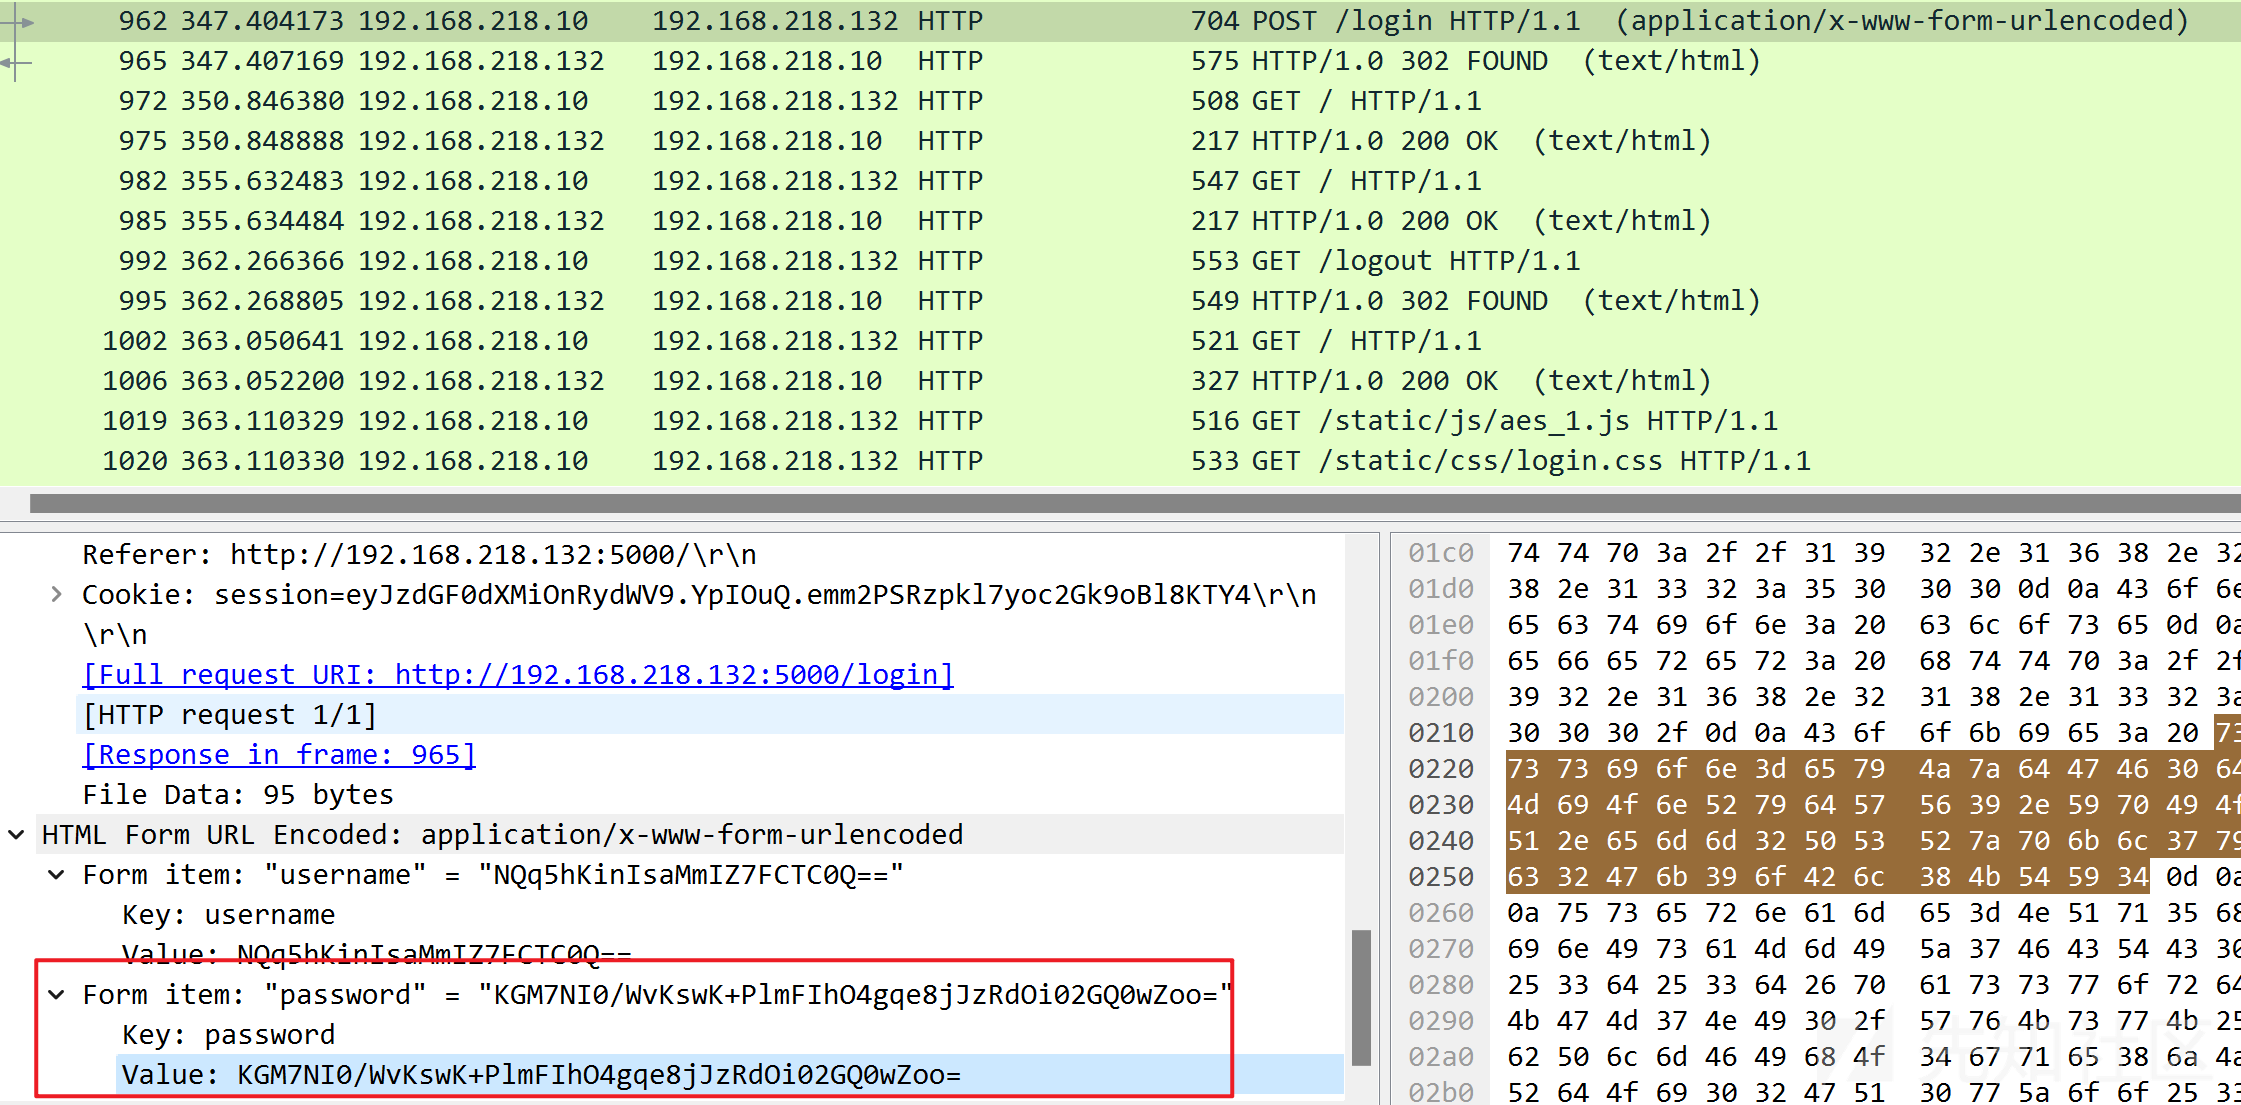 962 347.404173 192.168.218.10 192.168.218.132 HTTP 704 POST /login HTTP/1.1 (application/x-www-form-urlencoded)
965 347.407169 192.168.218.132 192.168.218.10 HTTP 575 HTTP/1.0 302 FOUND (text/html)
972 350.846380 192.168.218.10 192.168.218.132 HTTP 508 GET / HTTP/1.1
975 350.848888 192.168.218.132 192.168.218.10 HTTP 217 HTTP/1.0 200 OK (text/html)
982 355.632483 192.168.218.10 192.168.218.132 HTTP 547 GET / HTTP/1.1
985 355.634484 192.168.218.132 192.168.218.10 HTTP 217 HTTP/1.0 200 OK (text/html)
992 362.266366 192.168.218.10 192.168.218.132 HTTP 553 GET /logout HTTP/1.1
995 362.268805 192.168.218.132 192.168.218.10 HTTP 549 HTTP/1.0 302 FOUND (text/html)
1002 363.050641 192.168.218.10 192.168.218.132 HTTP 521 GET / HTTP/1.1
1006 363.052200 192.168.218.132 192.168.218.10 HTTP 327 HTTP/1.0 200 OK (text/html)
1019 363.110329 192.168.218.10 192.168.218.132 HTTP 516 GET /static/js/aes_1.js HTTP/1.1
1020 363.110330 192.168.218.10 192.168.218.132 HTTP 533 GET /static/css/login.css HTTP/1.1
Referer: http://192.168.218.132:5000/\r\n
Cookie: session=eyJzdGF0dXMiOnRydWV9.YpIOuQ.emm2PSRzpkl7yoc2Gk9oBl8KTY4\r\n
\r\n
[Full request URI: http://192.168.218.132:5000/login]
[HTTP request 1/1]
[Response in frame: 965]
File Data: 95 bytes
HTML Form URL Encoded: application/x-www-form-urlencoded
Form item: "username" = "NQq5hKinIsaMmIZ7FCTC0Q=="
Key: username
Value: NQq5hKinIsaMmIZ7FCTC0Q==
Form item: "password" = "KGM7NI0/WvKswK+PlmFIhO4gqe8jJzRdOi02GQ0wZoo="
Key: password
Value: KGM7NI0/WvKswK+PlmFIhO4gqe8jJzRdOi02GQ0wZoo=
01c0 74 74 70 3a 2f 2f 31 39 32 2e 31 36 38 2e 32
01d0 38 2e 31 33 32 3a 35 30 30 30 0d 0a 43 6f 6e
01e0 65 63 74 69 6f 6e 3a 20 63 6c 6f 73 65 0d 0a
01f0 65 66 65 72 65 72 3a 20 68 74 74 70 3a 2f 2f
0200 39 32 2e 31 36 38 2e 32 31 38 2e 31 33 32 3a
0210 30 30 30 2f 0d 0a 43 6f 6f 6b 69 65 3a 20 73
0220 73 73 69 6f 6e 3d 65 79 4a 7a 64 47 46 30 64
0230 4d 69 4f 6e 52 79 64 57 56 39 2e 59 70 49 4f
0240 51 2e 65 6d 6d 32 50 53 52 7a 70 6b 6c 37 79
0250 63 32 47 6b 39 6f 42 6c 38 4b 54 59 34 0d 0a
0260 0a 75 73 65 72 6e 61 6d 65 3d 4e 51 71 35 68
0270 69 6e 49 73 61 4d 6d 49 5a 37 46 43 54 43 30
0280 25 33 64 25 33 64 26 70 61 73 73 77 6f 72 64
0290 4b 47 4d 37 4e 49 30 2f 57 76 4b 73 77 4b 25
02a0 62 50 6c 6d 46 49 68 4f 34 67 71 65 38 6a 4a
02b0 52 64 4f 69 30 32 47 51 30 77 5a 6f 6f 25 33
先知社区